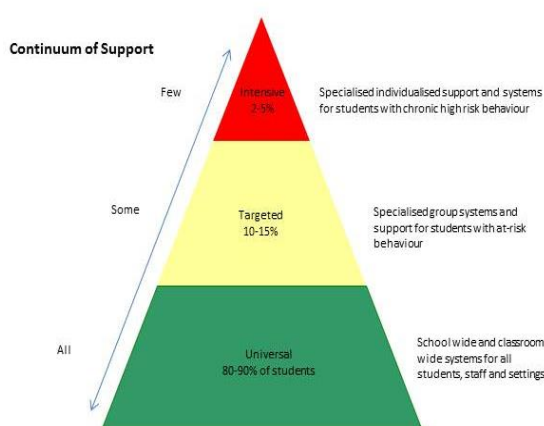 Continuum of Support
Few
Intensive
2-5%
Specialised individualised support and systems
for students with chronic high risk behaviour
Some
Targeted
10-15%
Specialised group systems and
support for students with at-risk
behaviour
All
Universal
80-90% of students
School wide and classroom
wide systems for all
students, staff and settings